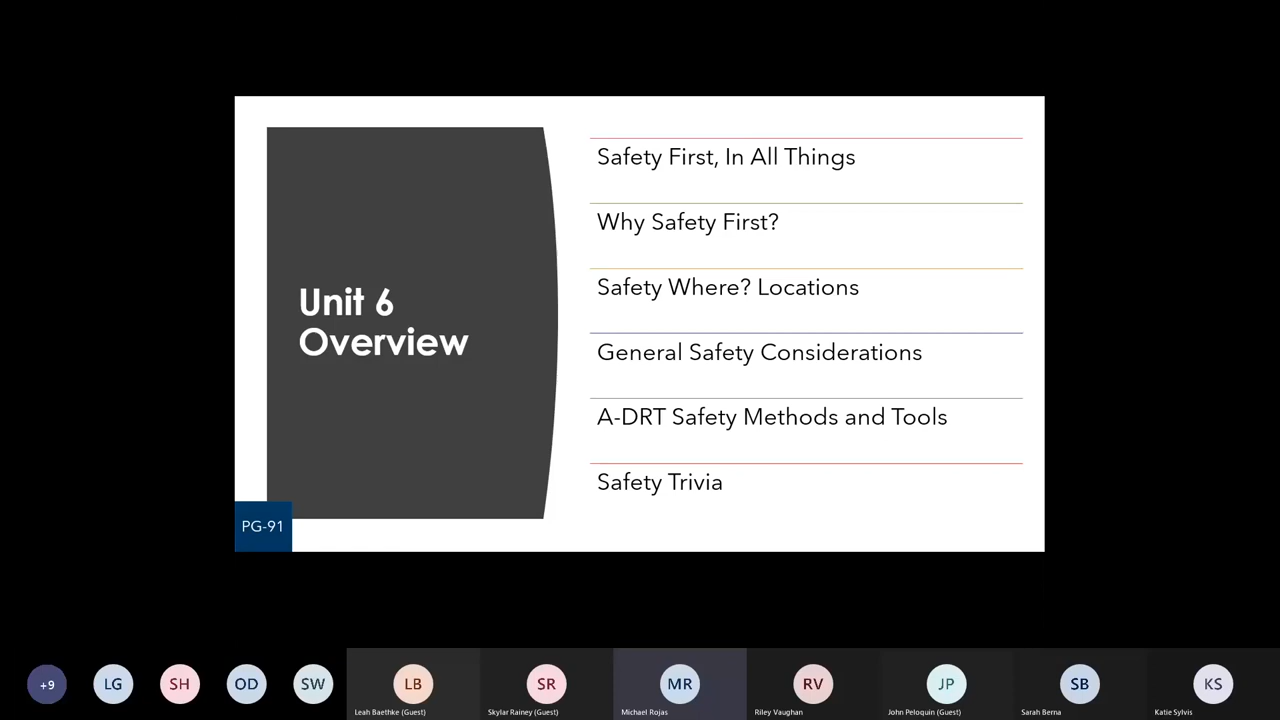 Unit 6
Overview
Safety First, In All Things
Why Safety First?
Safety Where? Locations
General Safety Considerations
A-DRT Safety Methods and Tools
Safety Trivia
PG-91
+9
LG
SH
OD
SW
LB
Leah Baethke (Guest)
SR
Skylar Rainey (Guest)
MR
Michael Rojas
RV
Riley Vaughan
JP
John Peloquin (Guest)
SB
Sarah Berna
KS
Katie Sylvis